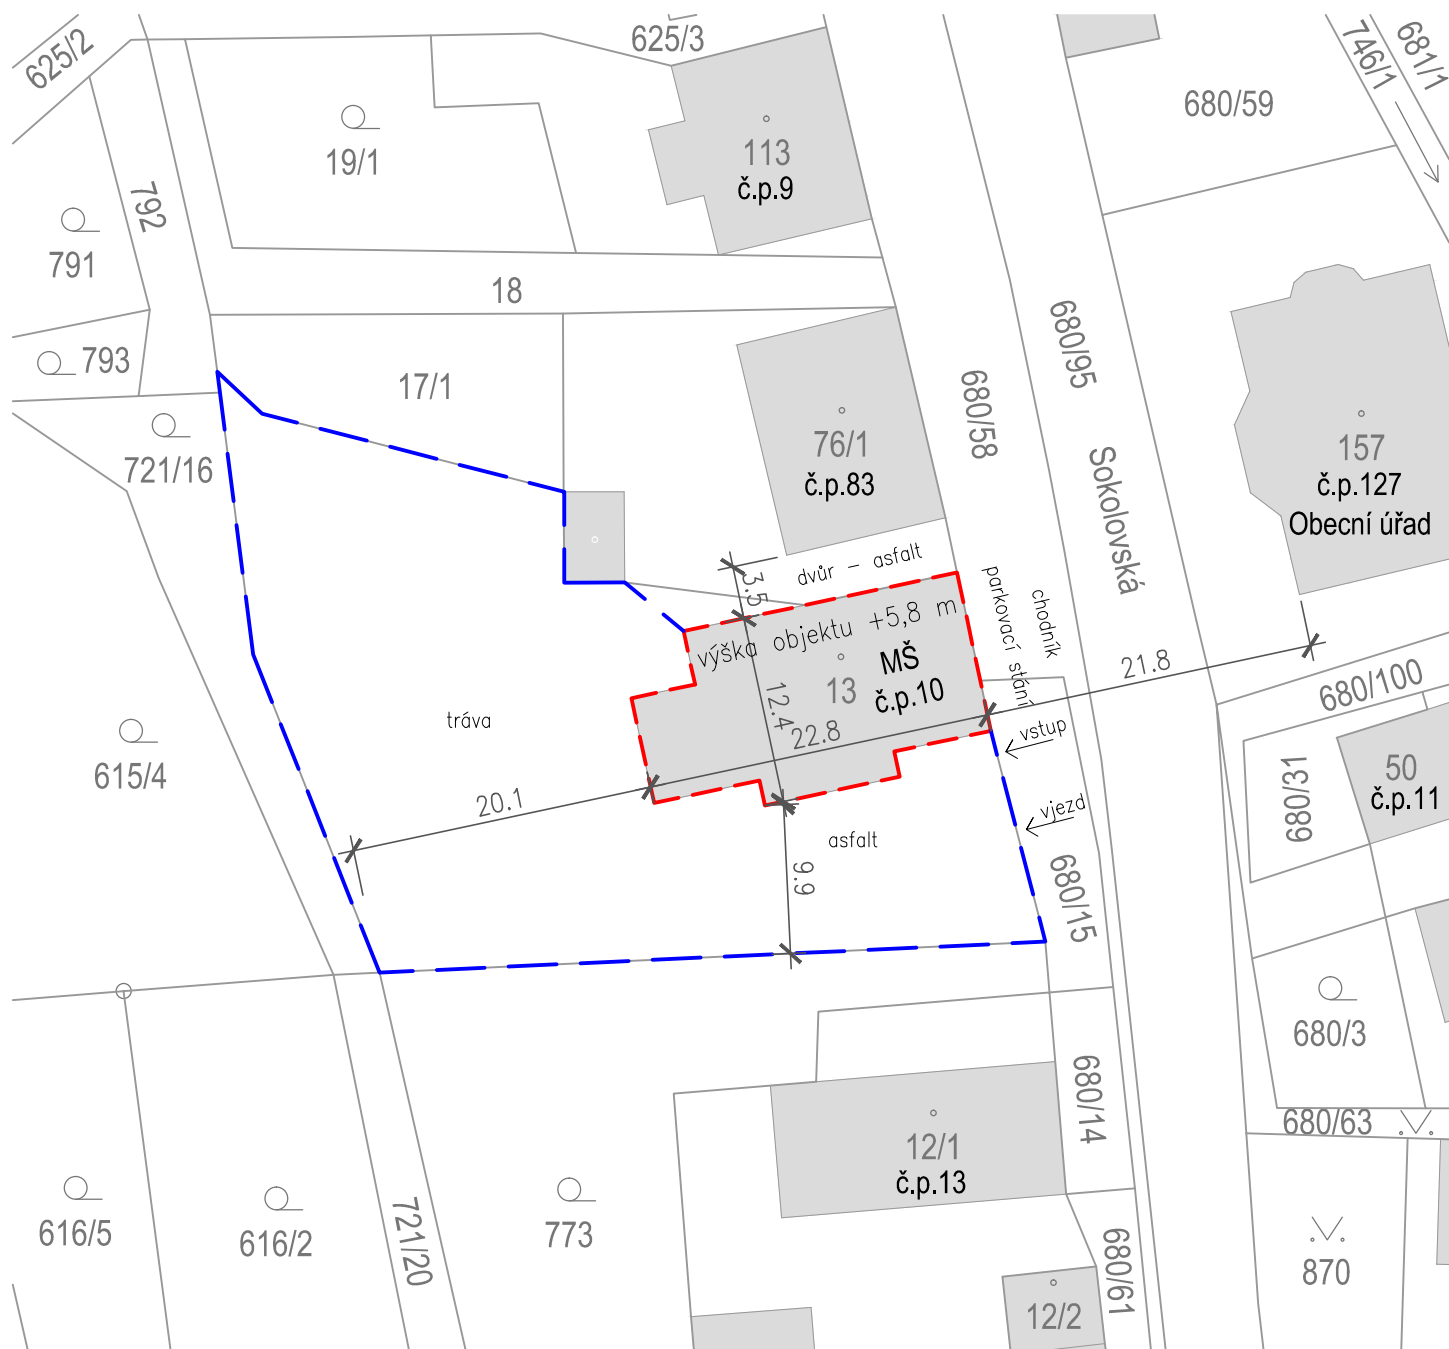 625/2
625/3
746/1
681/1
680/59
19/1
113
č.p.9
792
791
18
793
17/1
680/95
680/58
721/16
76/1
č.p.83
157
č.p.127
Obecní úřad
Sokolovská
3.5
dvůr – asfalt
parkovací stání
chodník
výška objektu +5,8 m
MŠ
13
č.p.10
12.4
22.8
21.8
680/100
tráva
vstup
615/4
680/31
50
č.p.11
20.1
vjezd
asfalt
9.9
680/15
680/3
680/14
680/63
12/1
č.p.13
616/5
616/2
721/20
773
680/61
870
12/2